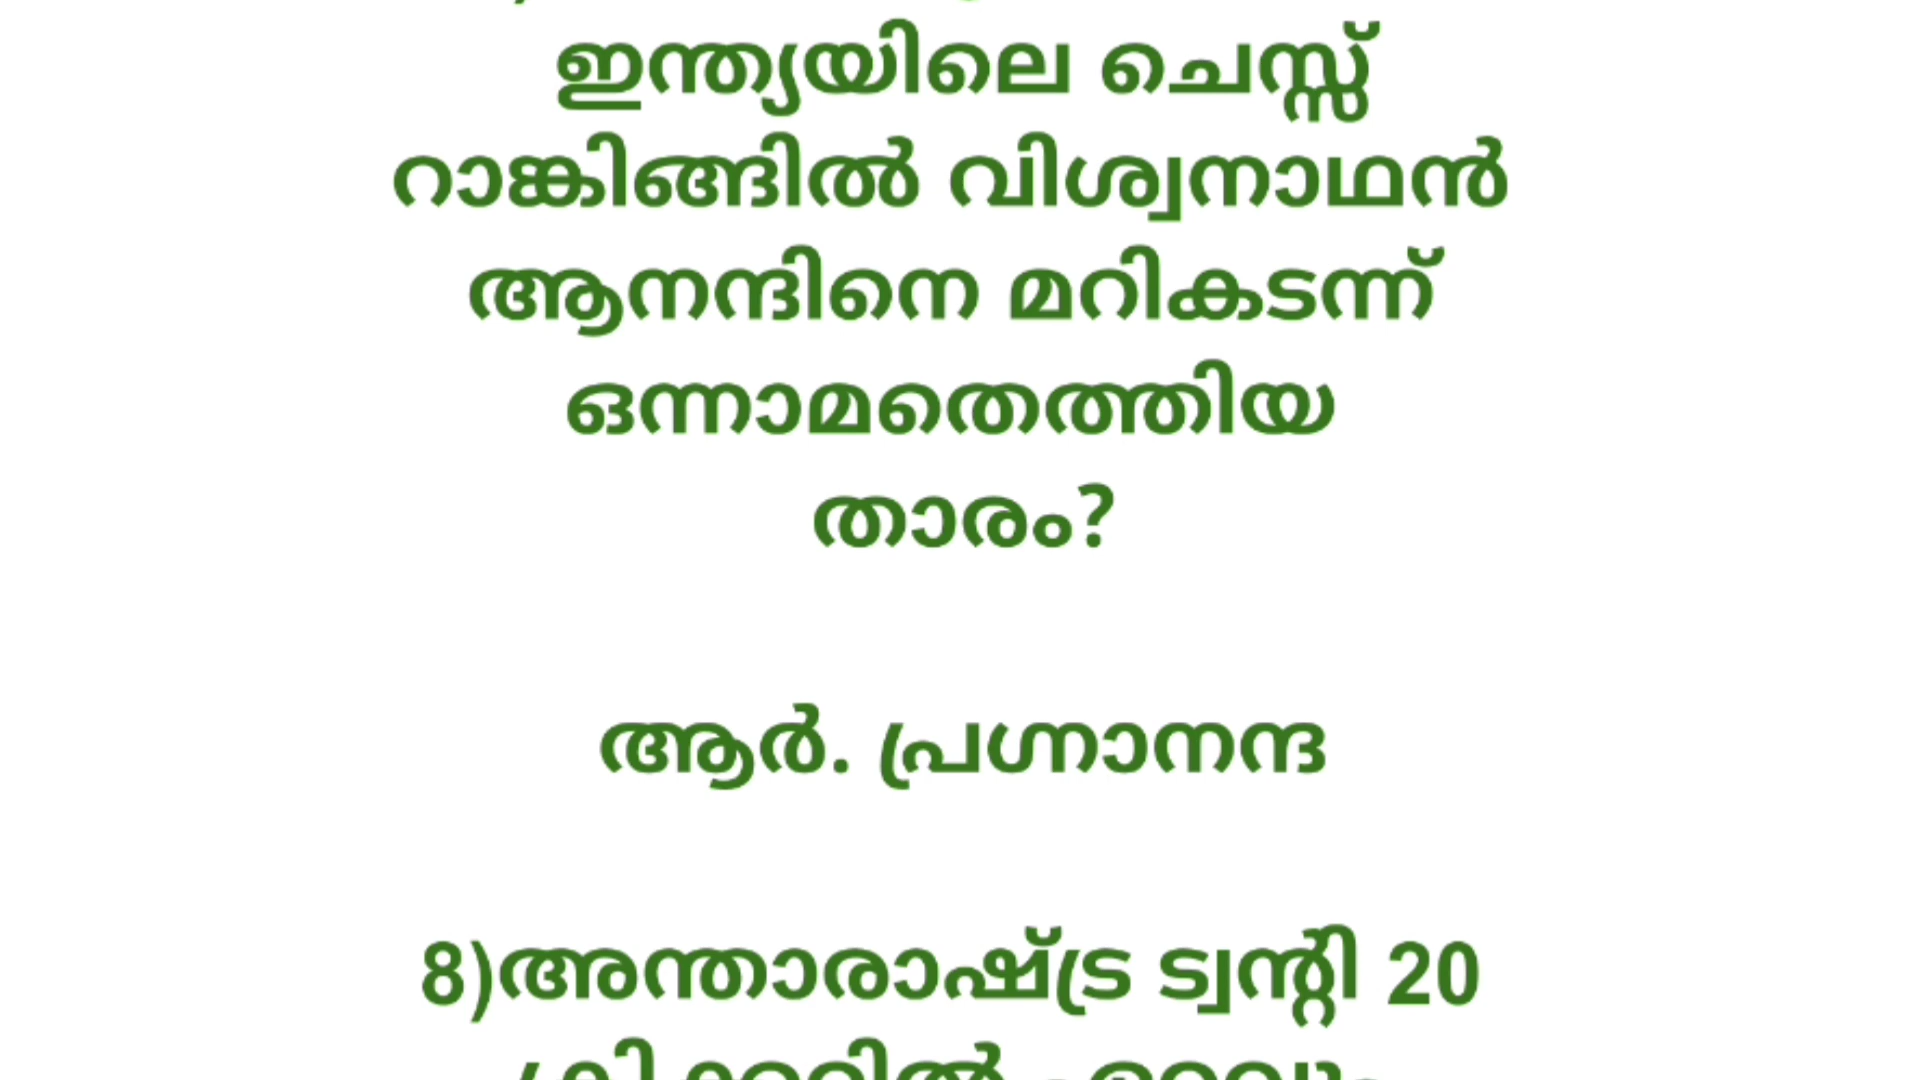 ഇന്ത്യയിലെ ചെസ്സ്
റാങ്കിങ്ങിൽ വിശ്വനാഥൻ
ആനന്ദിനെ മറികടന്ന്
ഒന്നാമതെത്തിയ
താരം?
ആർ. പ്രഗ്നാനന്ദ
8)അന്താരാഷ്ട്ര ട്വന്റി 20